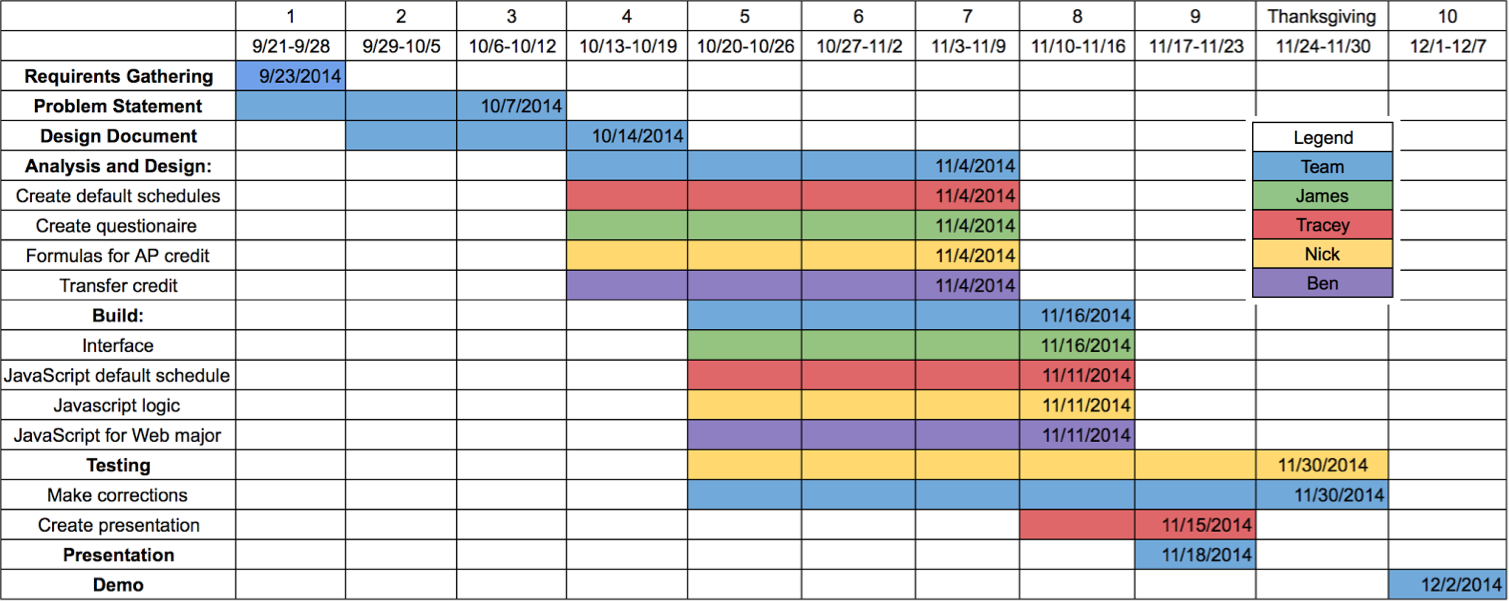 1 2 3 4 5 6 7 8 9 Thanksgiving 10
9/21-9/28 9/29-10/5 10/6-10/12 10/13-10/19 10/20-10/26 10/27-11/2 11/3-11/9 11/10-11/16 11/17-11/23 11/24-11/30 12/1-12/7
Requirents Gathering 9/23/2014
Problem Statement 10/7/2014
Design Document 10/14/2014
Analysis and Design: 11/4/2014
Create default schedules 11/4/2014
Create questionaire 11/4/2014
Formulas for AP credit 11/4/2014
Transfer credit 11/4/2014
Build: 11/16/2014
Interface 11/16/2014
JavaScript default schedule 11/11/2014
Javascript logic 11/11/2014
JavaScript for Web major 11/11/2014
Testing 11/30/2014
Make corrections 11/30/2014
Create presentation 11/15/2014
Presentation 11/18/2014
Demo 12/2/2014
Legend
Team
James
Tracey
Nick
Ben